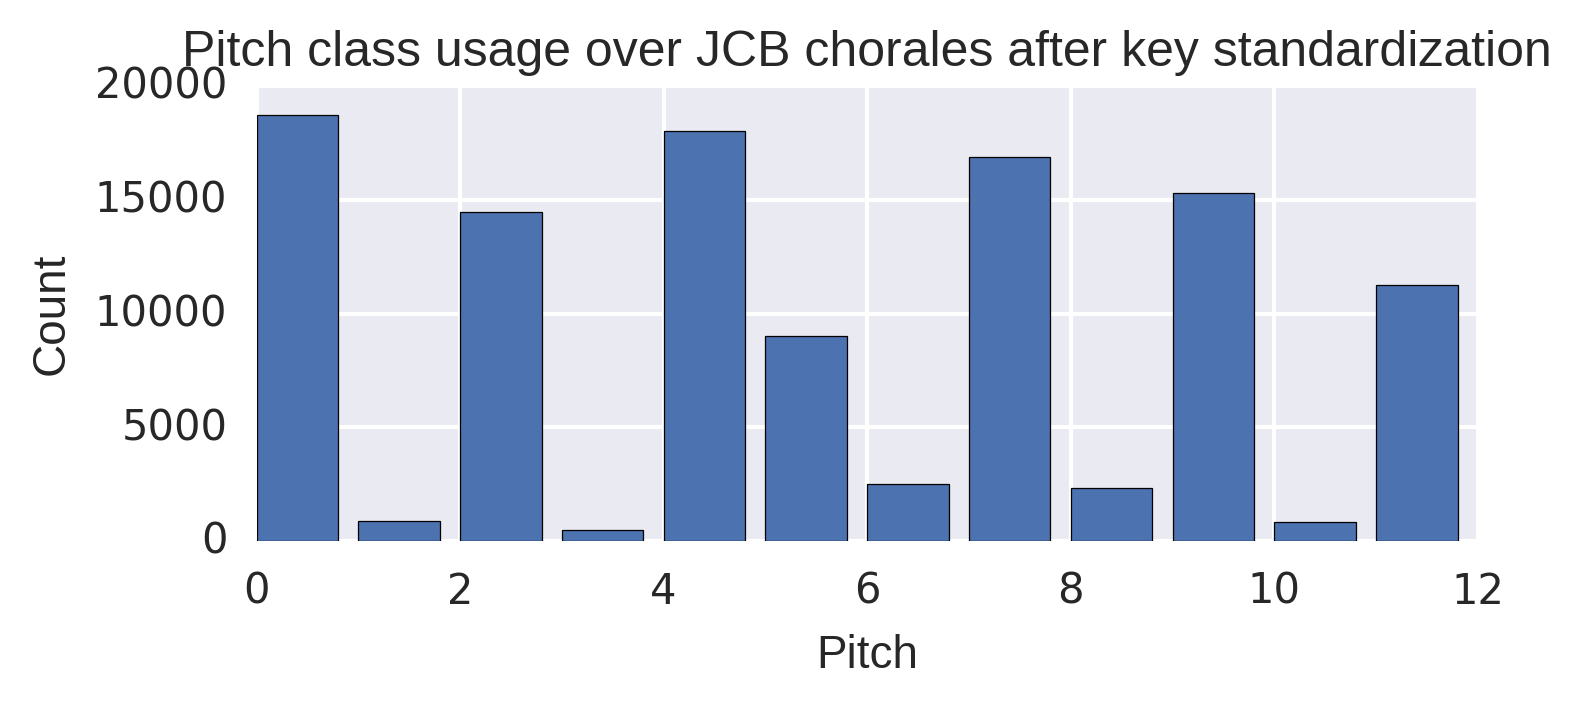 Pitch class usage over JCB chorales after key standardization
20000
15000
10000
5000
0
Count
0 2 4 6 8 10 12
Pitch